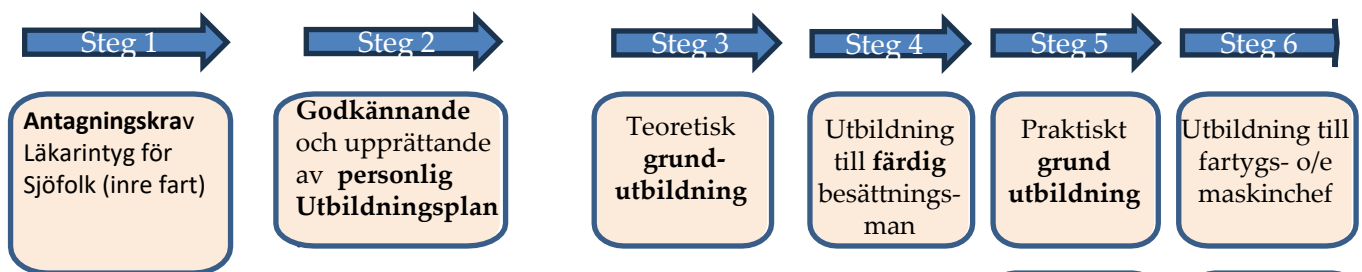 Steg 1
Steg 2
Steg 3
Steg 4
Steg 5
Steg 6
Antagningskrav
Läkarintyg för
Sjöfolk (inre fart)
Godkännande
och upprättande
av personlig
Utbildningsplan
Teoretisk
grund-
utbildning
Utbildning
till färdig
besättnings-
man
Praktiskt
grund
utbildning
Utbildning till
fartygs- o/e
maskinchef